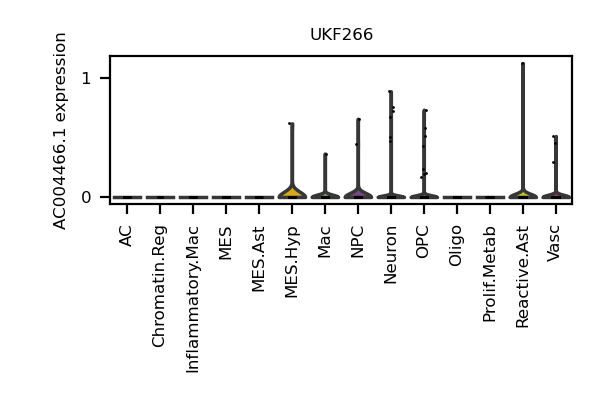 UKF266
AC004466.1 expression
1
0
AC
Chromatin.Reg
Inflammatory.Mac
MES
MES.Ast
MES.Hyp
Mac
NPC
Neuron
OPC
Oligo
Prolif.Metab
Reactive.Ast
Vasc